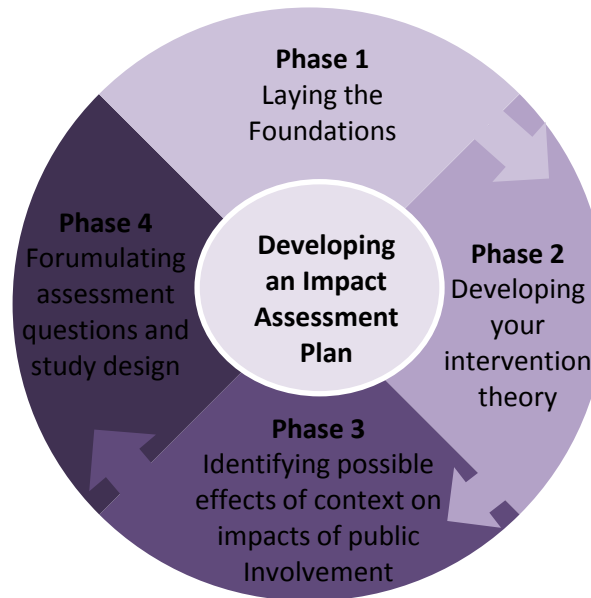 Phase 1
Laying the
Foundations
Phase 2
Developing
your
intervention
theory
Phase 3
Identifying possible
effects of context on
impacts of public
Involvement
Phase 4
Forumulating
assessment
questions and
study design
Developing
an Impact
Assessment
Plan